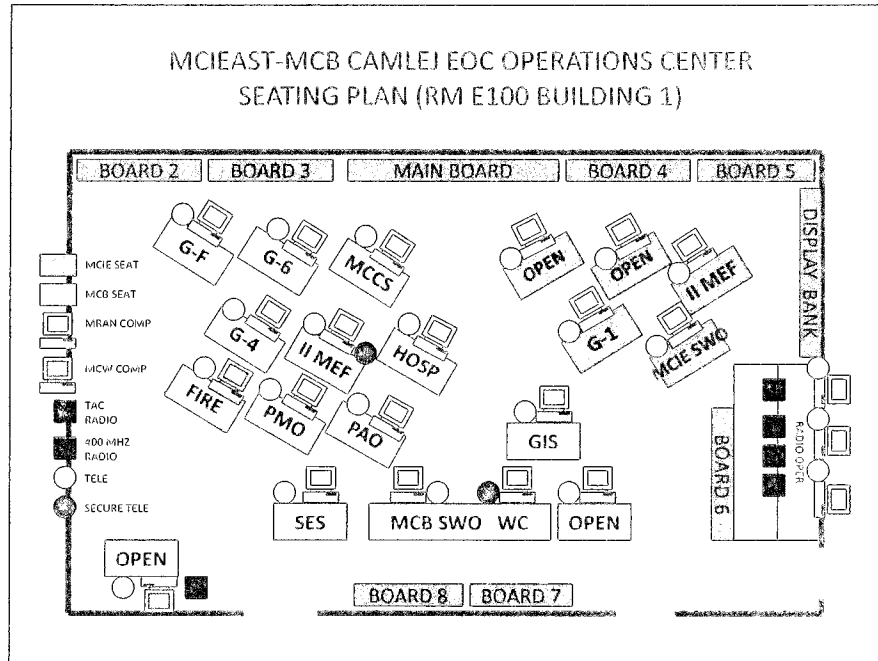 MCIEAST-MCB CAMLEJ EOC OPERATIONS CENTER
SEATING PLAN (RM E100 BUILDING 1)
BOARD 2
BOARD 3
MAIN BOARD
BOARD 4
BOARD 5
DISPLAY BANK
G-F
G-6
MCCS
OPEN
OPEN
II MEF
MCIE SEAT
MCB SEAT
MRAN COMP
MCW COMP
TAC
RADIO
400 MHZ
RADIO
TELE
SECURE TELE
G-4
II MEF
HOSP
G-1
MCIE SWO
FIRE
PMO
PAO
GIS
BOARD 6
RADIO OPER
SES
MCB SWO WC
OPEN
OPEN
BOARD 8
BOARD 7